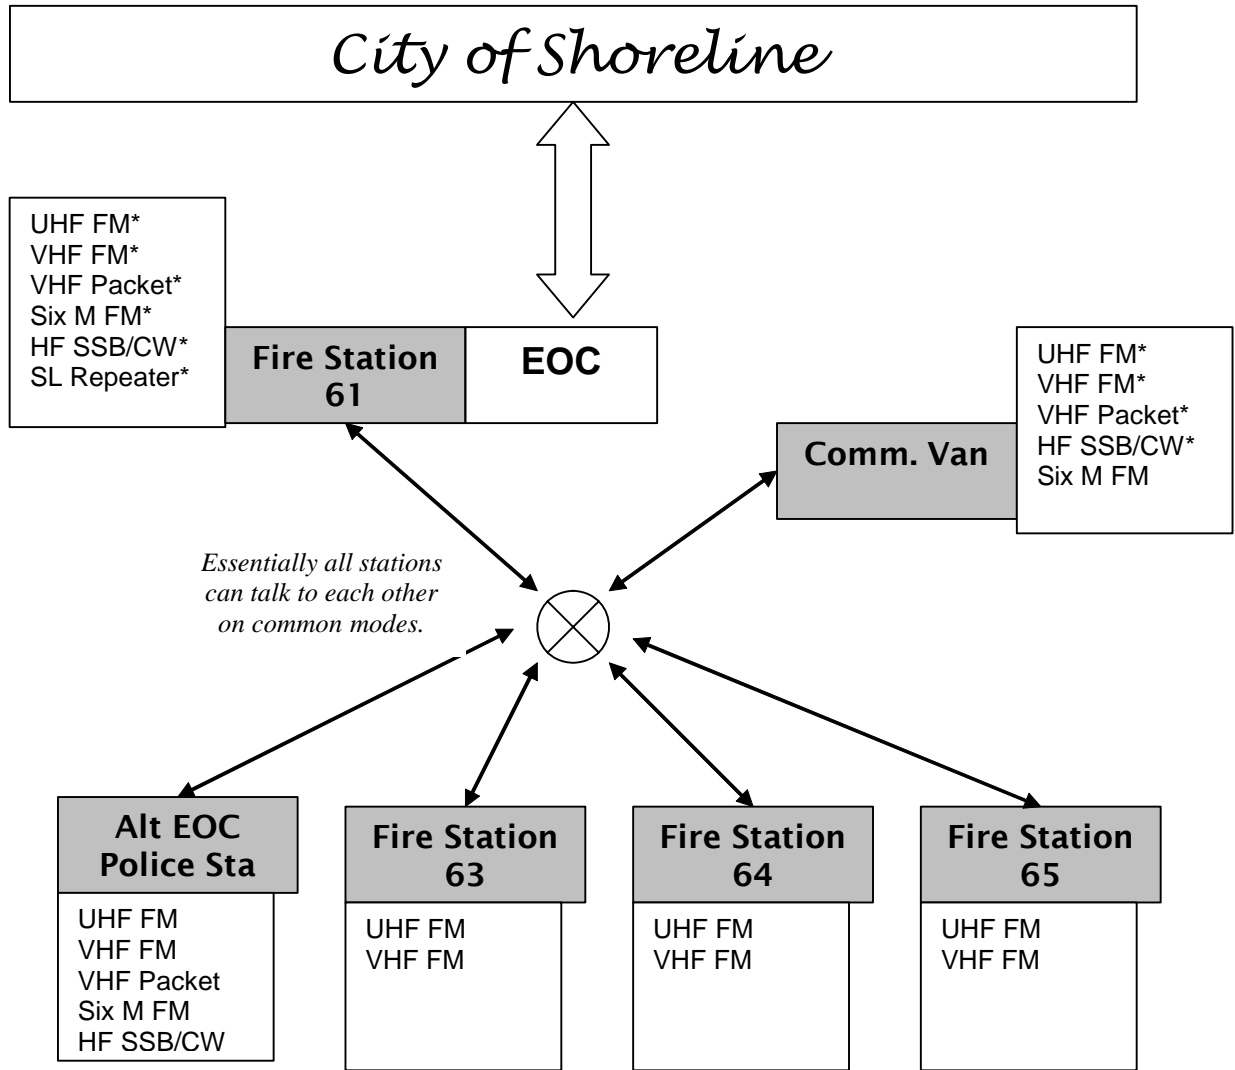 City of Shoreline
UHF FM*
VHF FM*
VHF Packet*
Six M FM*
HF SSB/CW*
SL Repeater*
Fire Station
61
EOC
Comm. Van
UHF FM*
VHF FM*
VHF Packet*
HF SSB/CW*
Six M FM
Essentially all stations
can talk to each other
on common modes.
Alt EOC
Police Sta
UHF FM
VHF FM
VHF Packet
Six M FM
HF SSB/CW
Fire Station
63
UHF FM
VHF FM
Fire Station
64
UHF FM
VHF FM
Fire Station
65
UHF FM
VHF FM